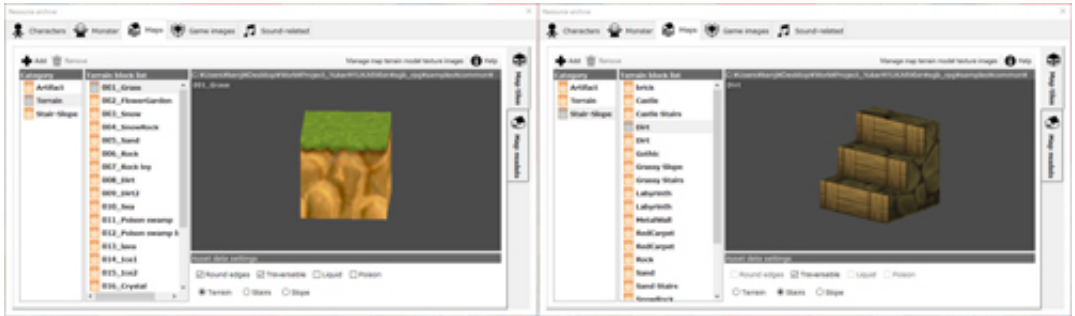 Resource archive
Characters Monster Maps Game images Sound-related
Add Remove
Manage map terrain model texture images Help
Category
Artifact
Terrain
Stair-Slope
Terrain block list
001_Grass
002_FlowerGarden
003_Snow
004_SnowRock
005_Sand
006_Rock
007_Rock Ivy
008_Dirt
009_Dirt2
010_Sea
011_Poison swamp
012_Poison swamp
013_lava
014_Ice1
015_Ice2
016_Crystal
001_Grass
Asset data settings
Round edges Traversable Liquid Poison
Terrain Stairs Slope
Map tiles
Map models
Resource archive
Characters Monster Maps Game images Sound-related
Add Remove
Manage map terrain model texture images Help
Category
Artifact
Terrain
Stair-Slope
Terrain block list
brick
Castle
Castle Stairs
Dirt
Dirt
Gothic
Grassy Slope
Grassy Stairs
Labyrinth
Labyrinth
MetalWall
RedCarpet
RedCarpet
Rock
Sand
Sand Stairs
SnowRock
Dirt
Asset data settings
Round edges Traversable Liquid Poison
Terrain Stairs Slope
Map tiles
Map models